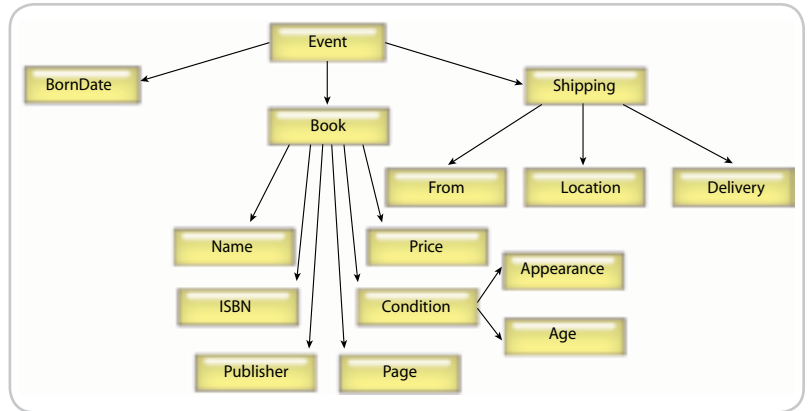 Event
BornDate
Shipping
Book
From
Location
Delivery
Name
Price
Appearance
ISBN
Condition
Age
Publisher
Page